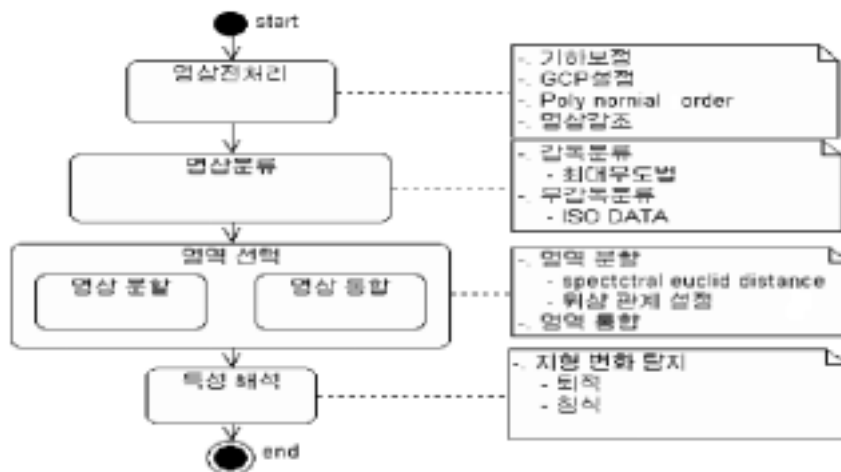 start
영상전처리
-. 기하보정
-. GCP설정
-. Poly nornial order
-. 영상강조
영상분류
-. 감독분류
- 최대우도법
-. 무감독분류
- ISO DATA
영역 선택
영상 분할
영상 통합
-. 영역 분할
- spectctral euclid distance
- 위상 관계 설정
-. 영역 통합
특성 해석
-. 지형 변화 탐지
- 퇴적
- 침식
end